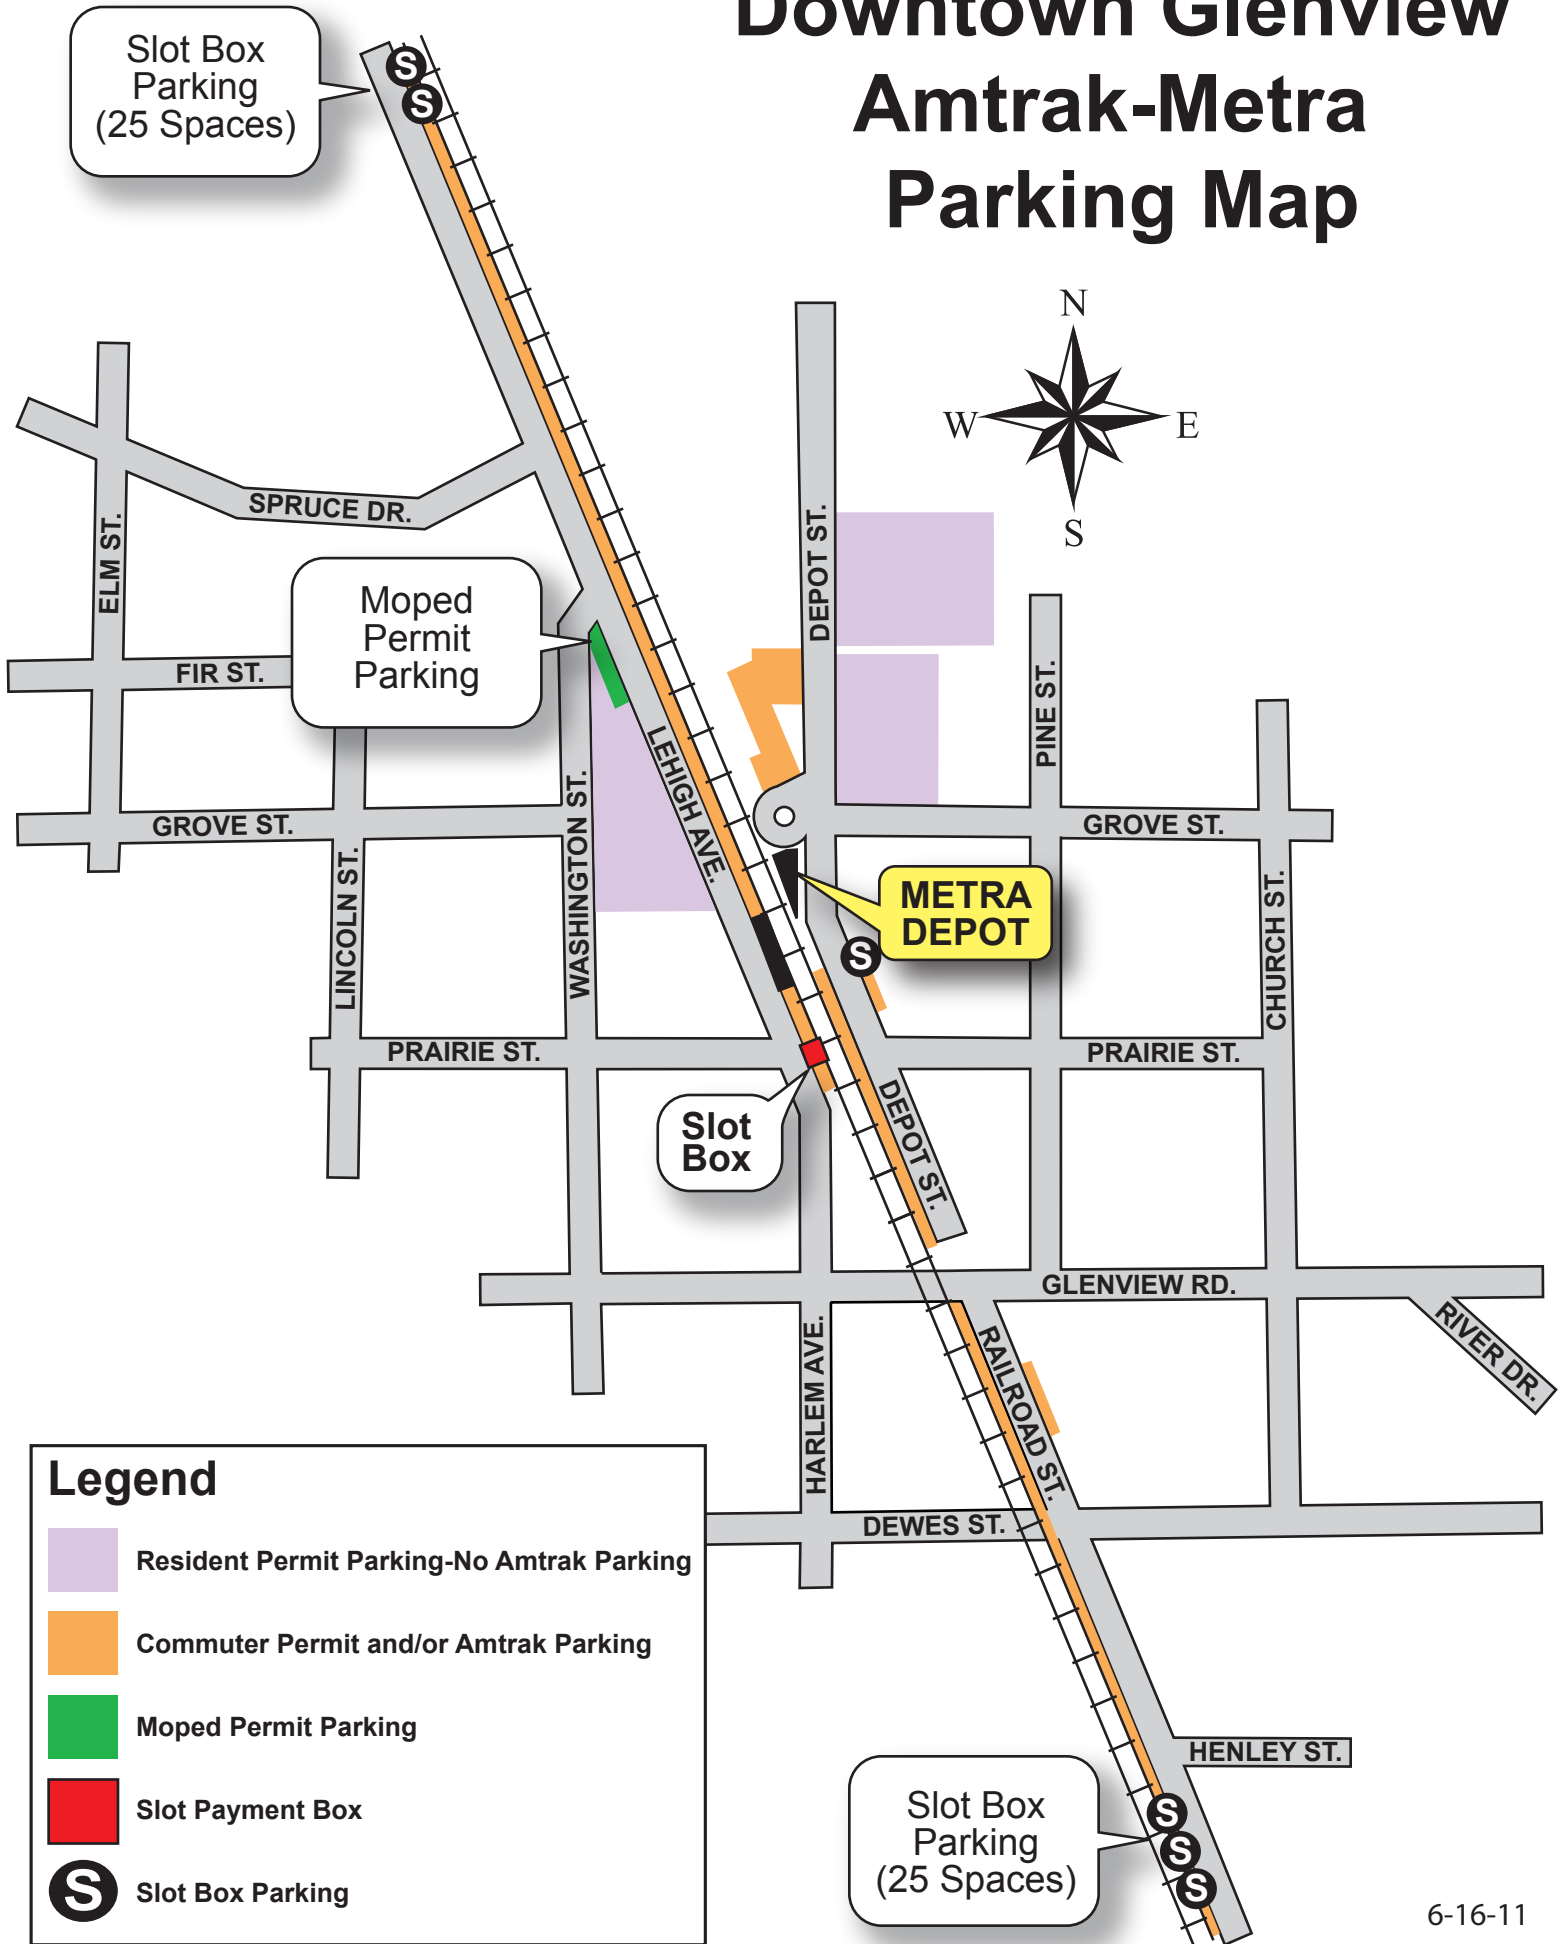 Downtown Glenview
Amtrak-Metra
Parking Map
Slot Box
Parking
(25 Spaces)
S
S
N
W
E
S
SPRUCE DR.
ELM ST.
DEPOT ST.
Moped
Permit
Parking
FIR ST.
PINE ST.
LEHIGH AVE.
GROVE ST.
GROVE ST.
WASHINGTON ST.
LINCOLN ST.
CHURCH ST.
METRA
DEPOT
S
PRAIRIE ST.
PRAIRIE ST.
Slot
Box
DEPOT ST.
GLENVIEW RD.
RIVER DR.
HARLEM AVE.
RAILROAD ST.
DEWES ST.
HENLEY ST.
Slot Box
Parking
(25 Spaces)
S
S
S
Legend
Resident Permit Parking-No Amtrak Parking
Commuter Permit and/or Amtrak Parking
Moped Permit Parking
Slot Payment Box
S Slot Box Parking
6-16-11